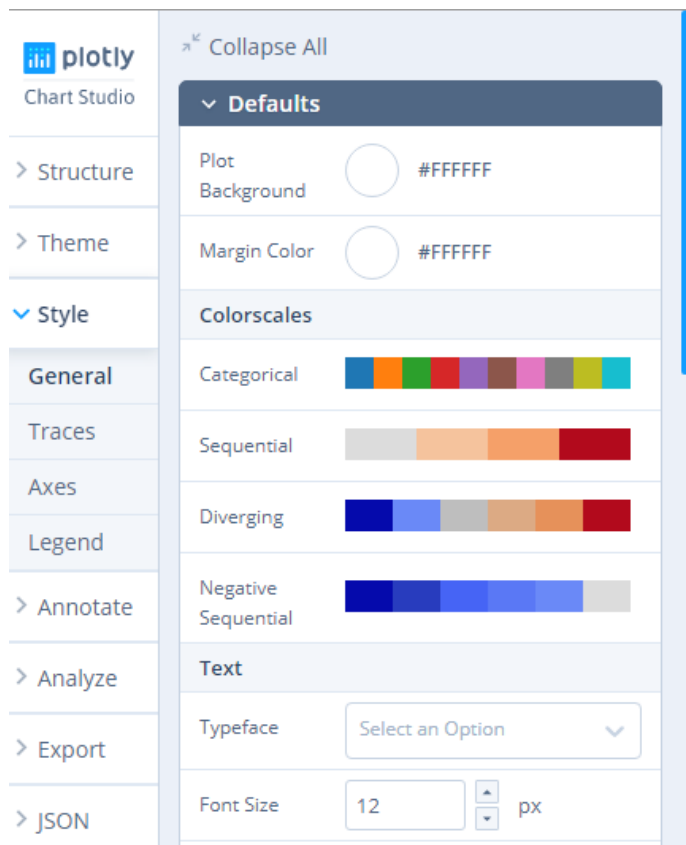 plotly
Chart Studio
Structure
Theme
Style
General
Traces
Axes
Legend
Annotate
Analyze
Export
JSON
Collapse All
Defaults
Plot
Background
#FFFFFF
Margin Color
#FFFFFF
Colorscales
Categorical
Sequential
Diverging
Negative
Sequential
Text
Typeface
Select an Option
Font Size
12
px